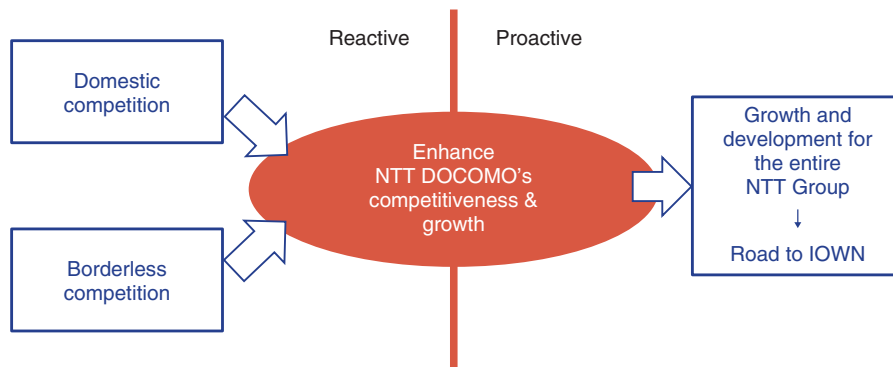 Reactive
Proactive
Domestic
competition
Borderless
competition
Enhance
NTT DOCOMO’s
competitiveness &
growth
Growth and
development for
the entire
NTT Group
↓
Road to IOWN